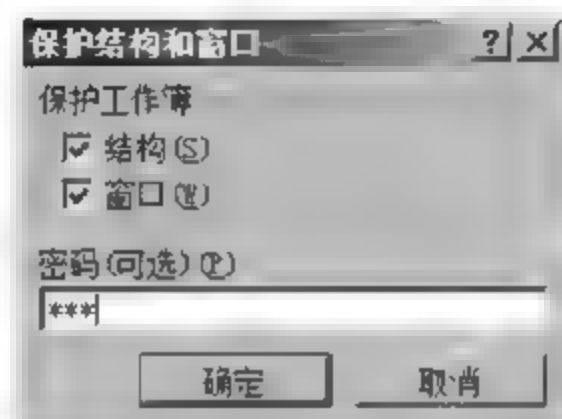 保护结构和窗口 ? ×
保护工作簿
结构(S)
窗口(W)
密码(可选)(P)
***
确定 取消